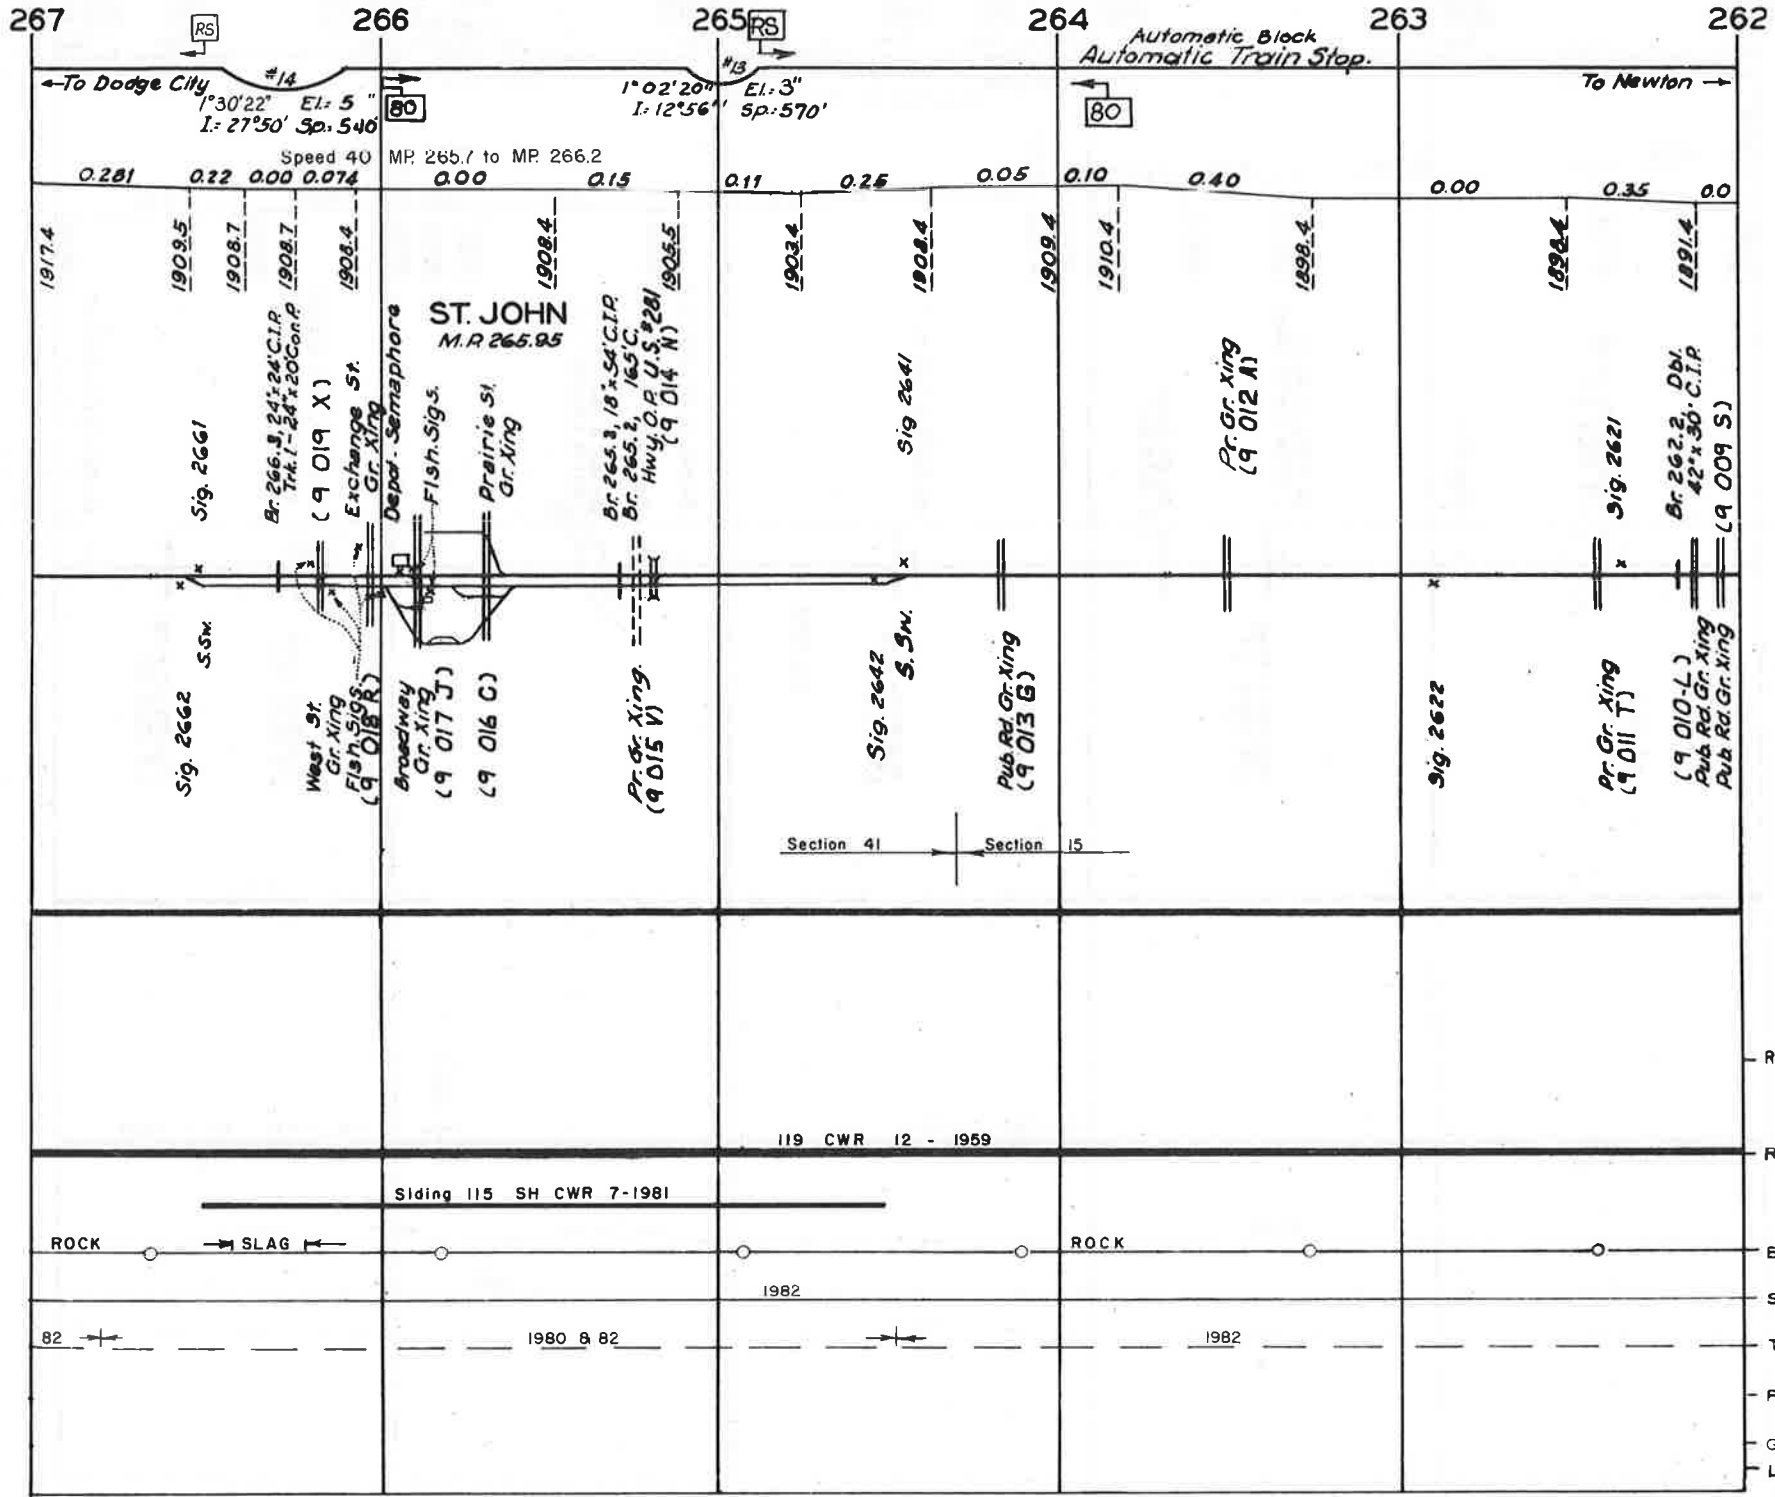 267 266 265 264 263 262
RS RS
Automatic Block
Automatic Train Stop.
←To Dodge City
#14
#13
To Newton →
1°30'22" El.: 5"
I.: 27°50' Sp.: 540'
80
1°02'20" El.: 3"
I.: 12°56' Sp.: 570'
80
Speed 40 MP. 265.7 to MP. 266.2
0.281 0.22 0.00 0.074 0.00 0.15 0.11 0.25 0.05 0.10 0.40 0.00 0.35 0.0
1917.4
1909.5
1908.7
1908.7
1908.4
1908.4
1905.5
1903.4
1908.4
1909.4
1910.4
1898.4
1898.4
1891.4
ST. JOHN
M.P. 265.95
Sig. 2661
Br. 266.3, 24"x24' C.I.P.
Trk. 1 - 24"x20' Cor. P.
(9 019 X)
Exchange St.
Gr. Xing
Depot - Semaphore
Flsh. Sigs.
Prairie St.
Gr. Xing
Br. 265.3, 18"x54' C.I.P.
Br. 265.2, 165' C.
Hwy. O.P. U.S. #281
(9 014 N)
Sig 2641
Pr. Gr. Xing
(9 012 A)
Sig. 2621
Br. 262.2, Dbl.
42"x30' C.I.P.
(9 009 S)
Sig. 2662
S.Sw.
West St.
Gr. Xing
Flsh. Sigs.
(9 018 R)
Broadway
Gr. Xing
(9 017 J)
(9 016 C)
Pr. Gr. Xing
(9 015 V)
Sig. 2642
S. Sw.
Pub. Rd. Gr. Xing
(9 013 G)
Sig. 2622
Pr. Gr. Xing
(9 011 T)
(9 010-L)
Pub. Rd. Gr. Xing
Pub. Rd. Gr. Xing
Section 41 Section 15
R
119 CWR 12 - 1959
R
Siding 115 SH CWR 7-1981
ROCK SLAG ROCK
B
1982
S
82 1980 & 82 1982
T
P
G
L